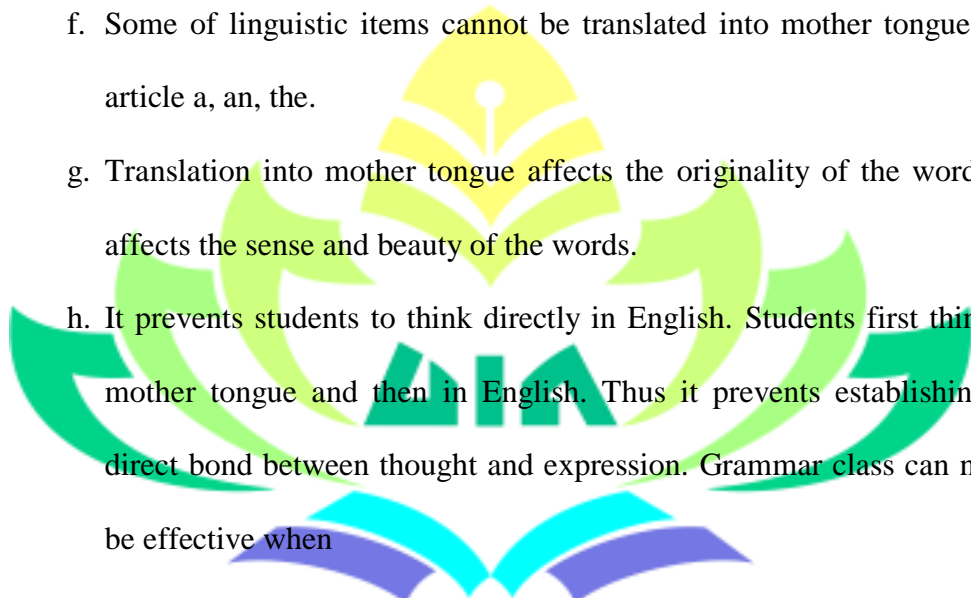 f. Some of linguistic items cannot be translated into mother tongue
article a, an, the.
g. Translation into mother tongue affects the originality of the word
affects the sense and beauty of the words.
h. It prevents students to think directly in English. Students first thin
mother tongue and then in English. Thus it prevents establishin
direct bond between thought and expression. Grammar class can n
be effective when